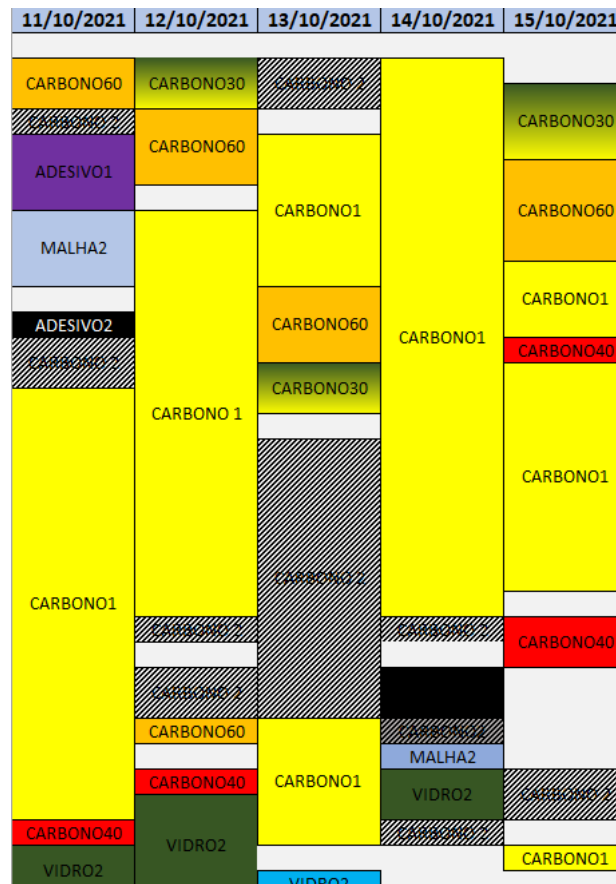 11/10/2021 12/10/2021 13/10/2021 14/10/2021 15/10/2021
CARBONO60
CARBONO 2
ADESIVO1
MALHA2
ADESIVO2
CARBONO 2
CARBONO1
CARBONO40
VIDRO2
CARBONO30
CARBONO60
CARBONO 1
CARBONO 2
CARBONO 2
CARBONO60
CARBONO40
VIDRO2
CARBONO 2
CARBONO1
CARBONO60
CARBONO30
CARBONO 2
CARBONO1
VIDRO2
CARBONO1
CARBONO 2
CARBONO2
MALHA2
VIDRO2
CARBONO 2
CARBONO30
CARBONO60
CARBONO1
CARBONO40
CARBONO1
CARBONO40
CARBONO 2
CARBONO1